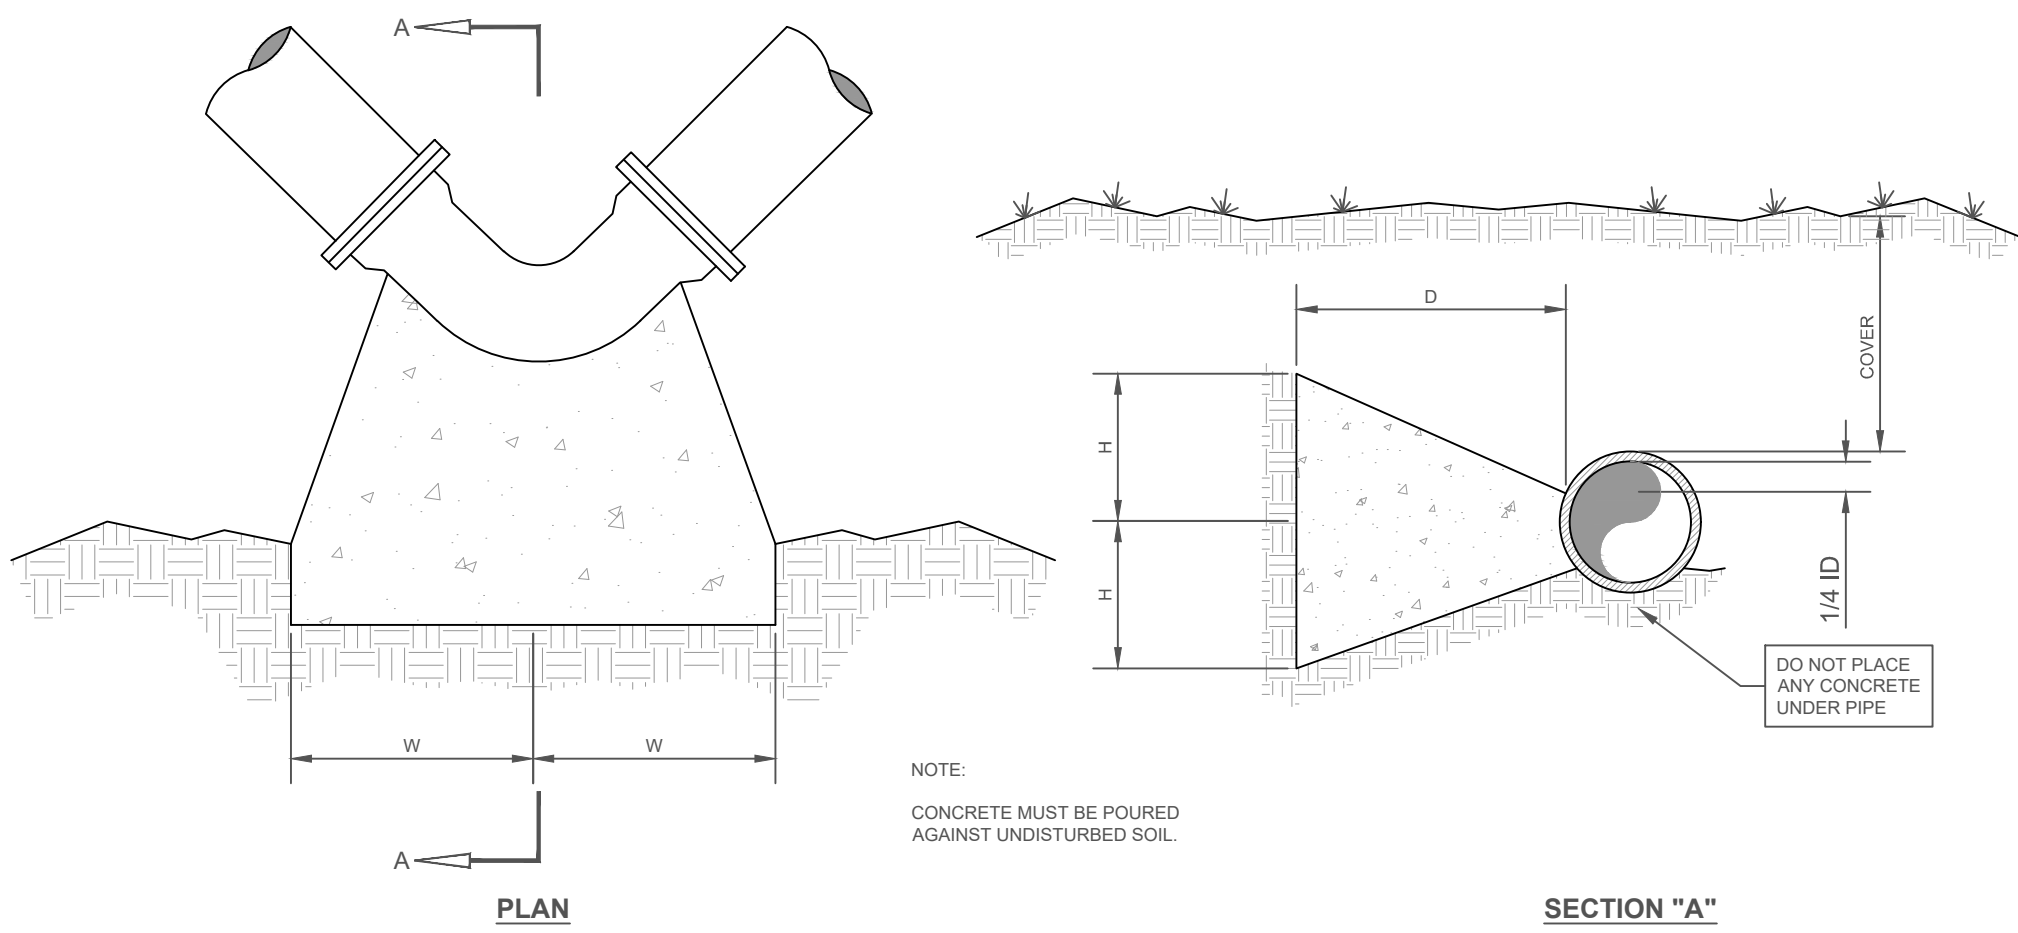 A
W
W
A
PLAN
NOTE:
CONCRETE MUST BE POURED
AGAINST UNDISTURBED SOIL.
D
COVER
H
H
1/4 ID
DO NOT PLACE
ANY CONCRETE
UNDER PIPE
SECTION "A"